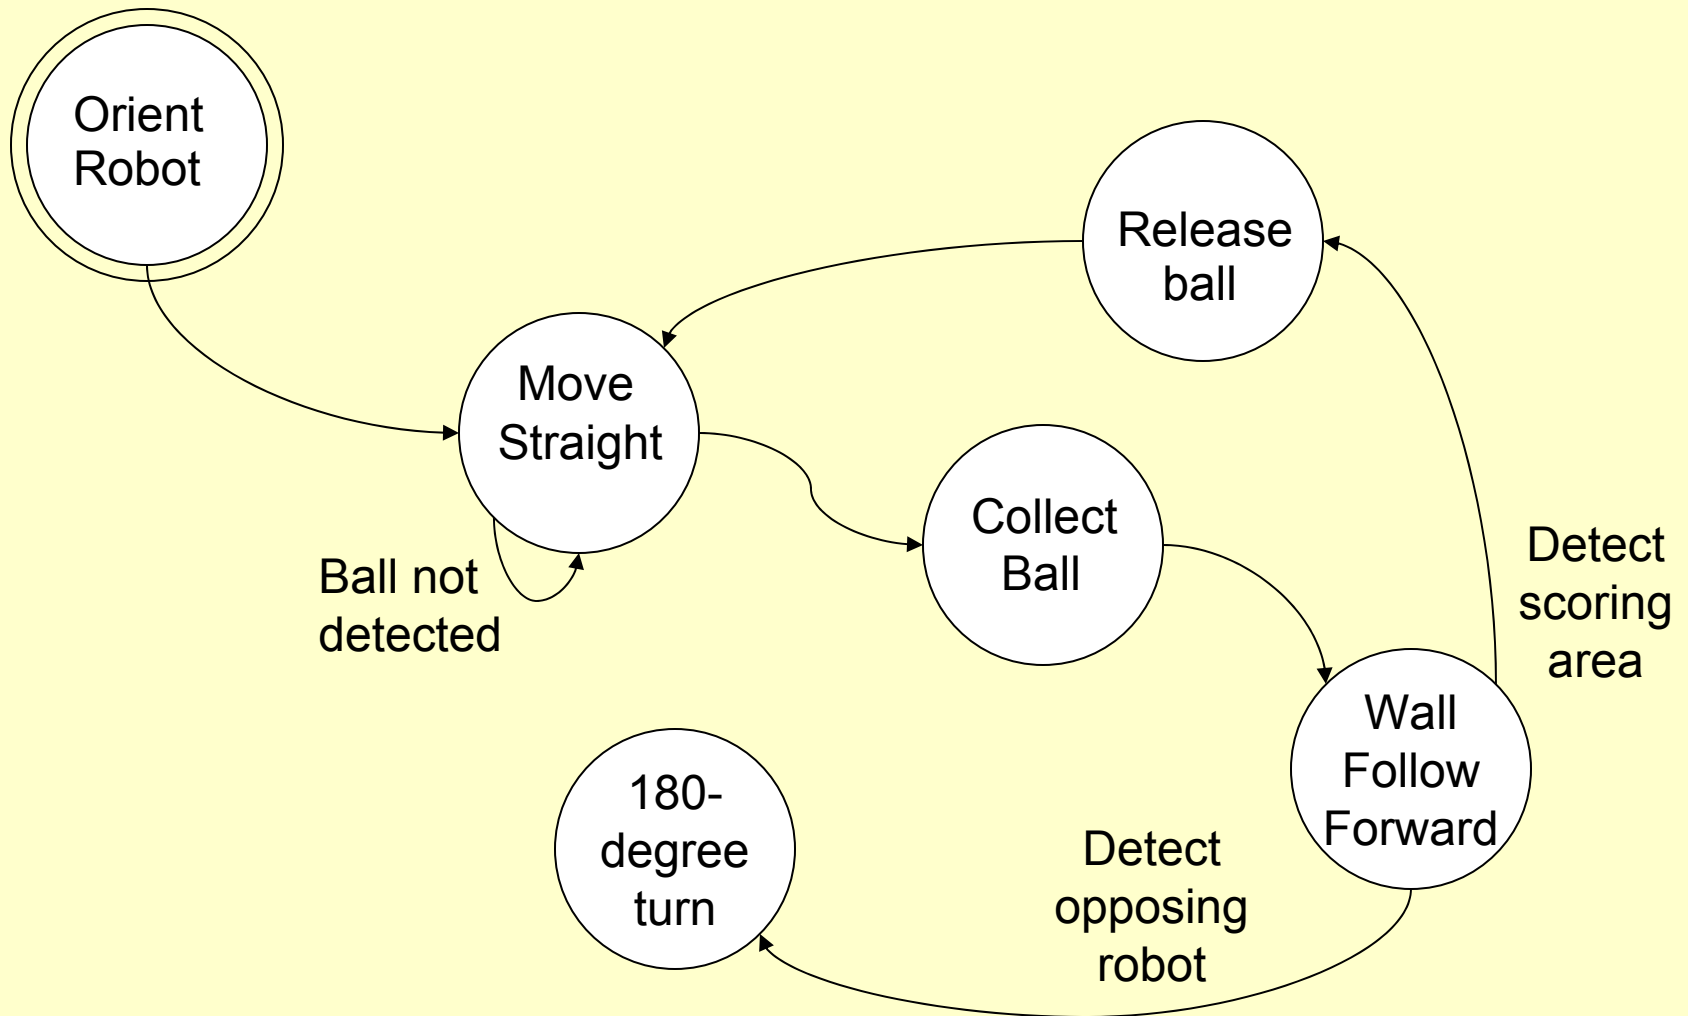 Orient
Robot
Release
ball
Move
Straight
Collect
Ball
Ball not
detected
Detect
scoring
area
Wall
Follow
Forward
180-
degree
turn
Detect
opposing
robot